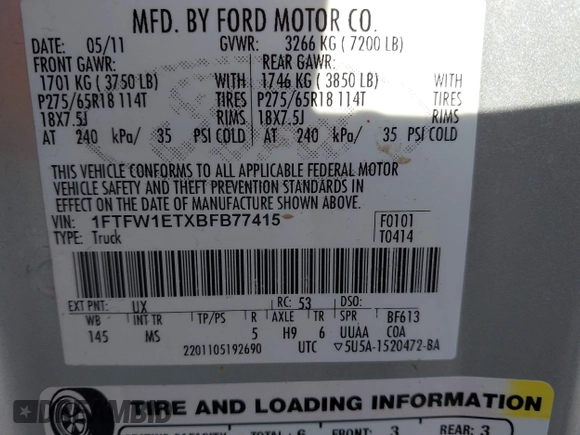 MFD. BY FORD MOTOR CO.
DATE: 05/11 GVWR: 3266 KG ( 7200 LB)
FRONT GAWR: REAR GAWR:
1701 KG ( 3750 LB) WITH 1746 KG ( 3850 LB) WITH
P275/65R18 114T TIRES P275/65R18 114T TIRES
18X7.5J RIMS 18X7.5J RIMS
AT 240 kPa/ 35 PSI COLD AT 240 kPa/ 35 PSI COLD
THIS VEHICLE CONFORMS TO ALL APPLICABLE FEDERAL MOTOR
VEHICLE SAFETY AND THEFT PREVENTION STANDARDS IN
EFFECT ON THE DATE OF MANUFACTURE SHOWN ABOVE.
VIN: 1FTFW1ETXBFB77415 F0101
TYPE: Truck T0414
EXT PNT: UX RC: 53 DSO:
WB INT TR TP/PS R AXLE TR SPR BF613
145 MS 5 H9 6 UUAA COA
2201105192690 UTC ▽5U5A-1520472-BA
TIRE AND LOADING INFORMATION
TOTAL : 6 FRONT: 3 REAR: 3